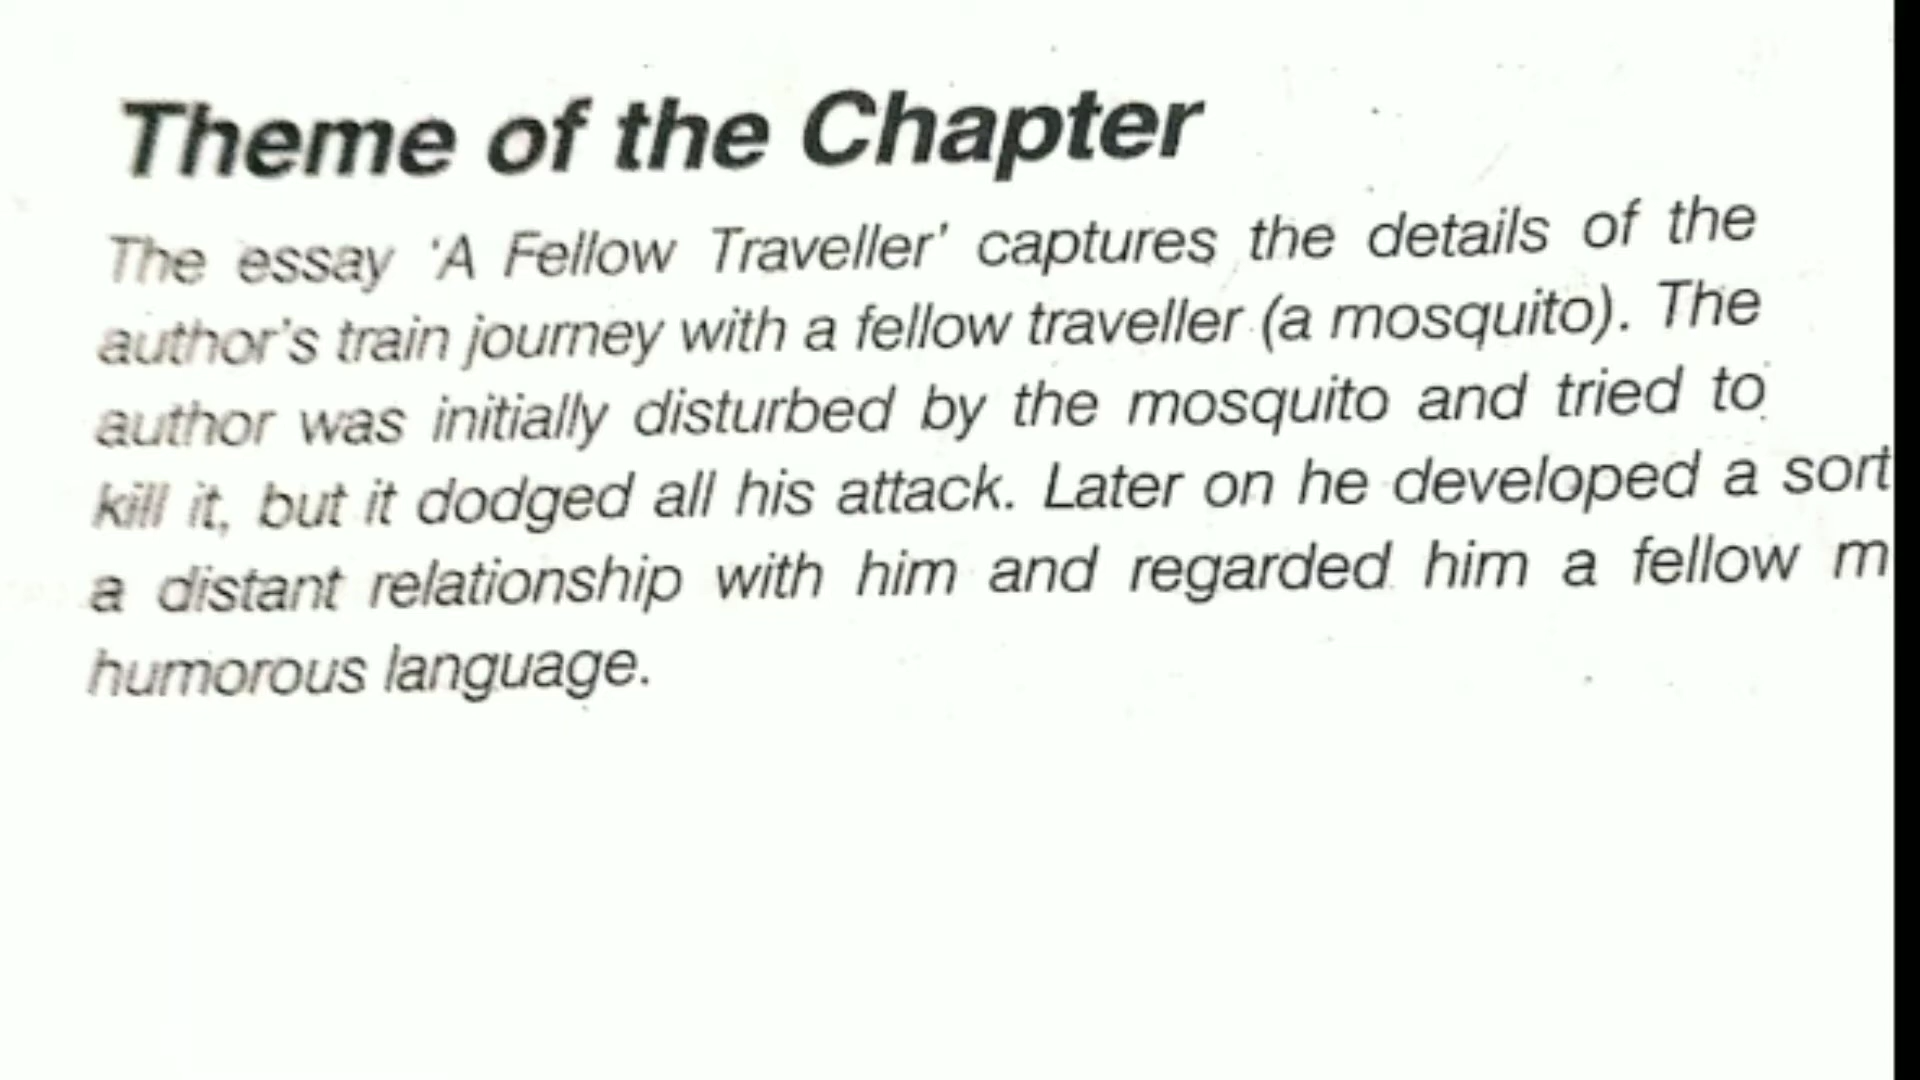 Theme of the Chapter
The essay 'A Fellow Traveller' captures the details of the
author's train journey with a fellow traveller (a mosquito). The
author was initially disturbed by the mosquito and tried to
kill it, but it dodged all his attack. Later on he developed a sort
a distant relationship with him and regarded him a fellow m
humorous language.